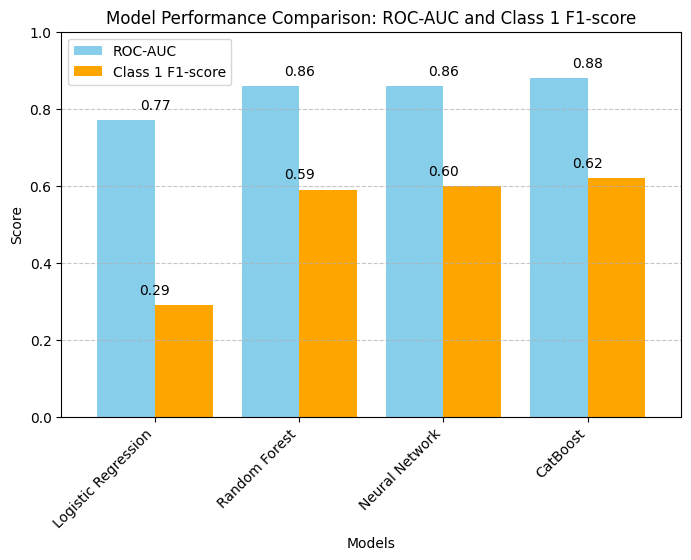 Model Performance Comparison: ROC-AUC and Class 1 F1-score
1.0
0.8
0.6
0.4
0.2
0.0
Score
ROC-AUC
Class 1 F1-score
0.77
0.86
0.86
0.88
0.29
0.59
0.60
0.62
Logistic Regression
Random Forest
Neural Network
CatBoost
Models